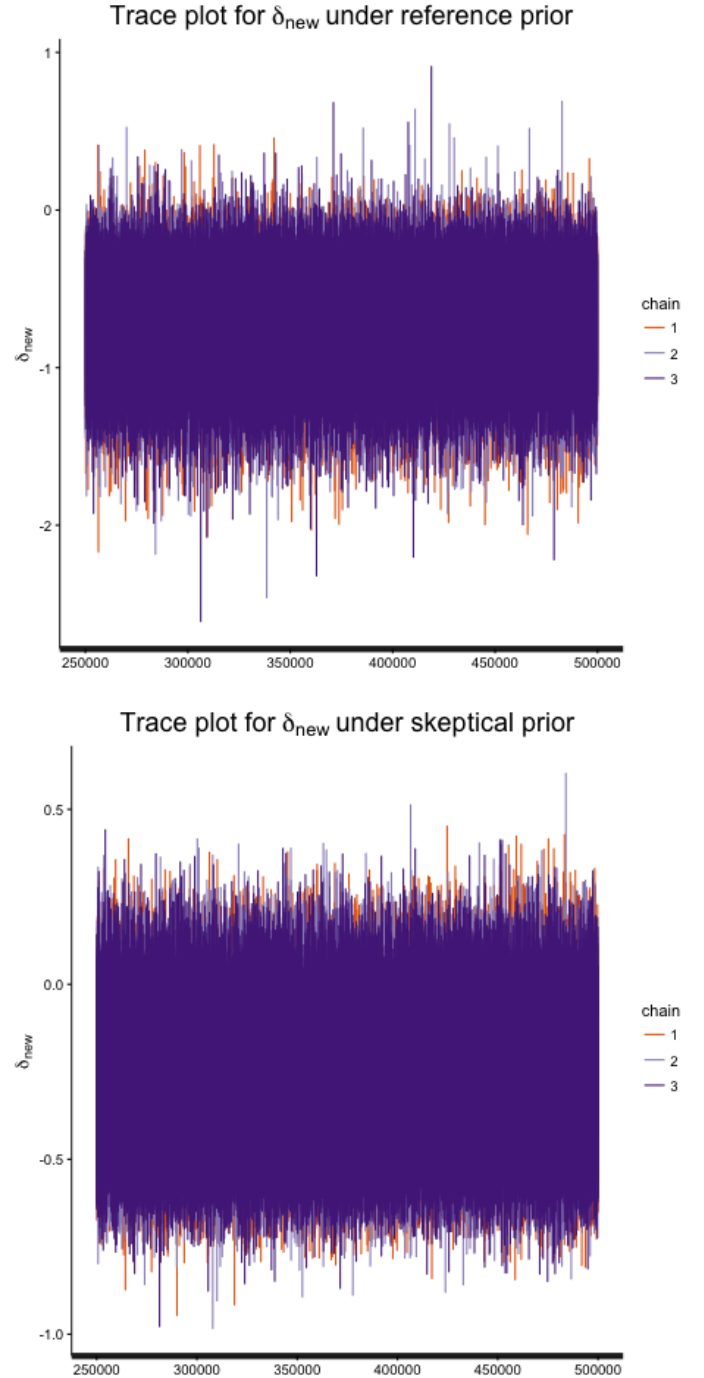 Trace plot for δnew under reference prior
1
0
-1
-2
δnew
250000 300000 350000 400000 450000 500000
chain
1
2
3
Trace plot for δnew under skeptical prior
0.5
0.0
-0.5
-1.0
δnew
250000 300000 350000 400000 450000 500000
chain
1
2
3